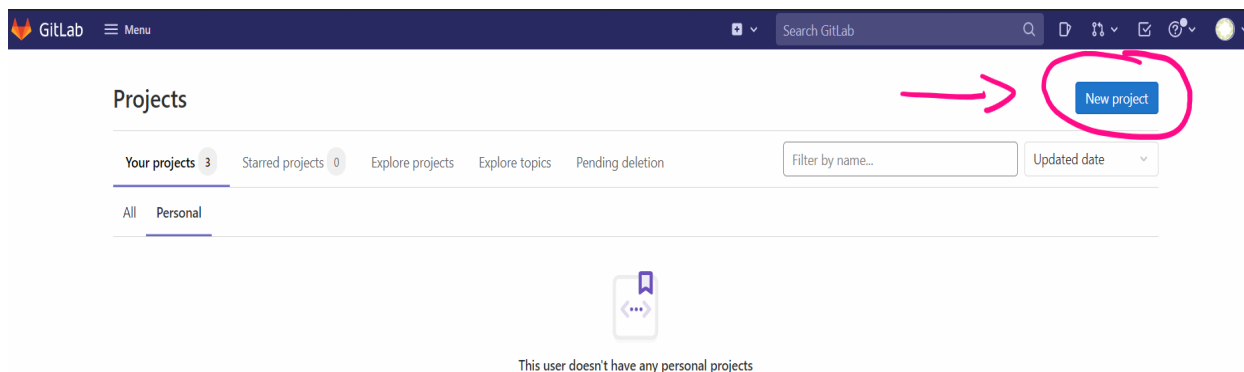 GitLab Menu Search GitLab
Projects New project
Your projects 3 Starred projects 0 Explore projects Explore topics Pending deletion Filter by name... Updated date
All Personal
This user doesn't have any personal projects